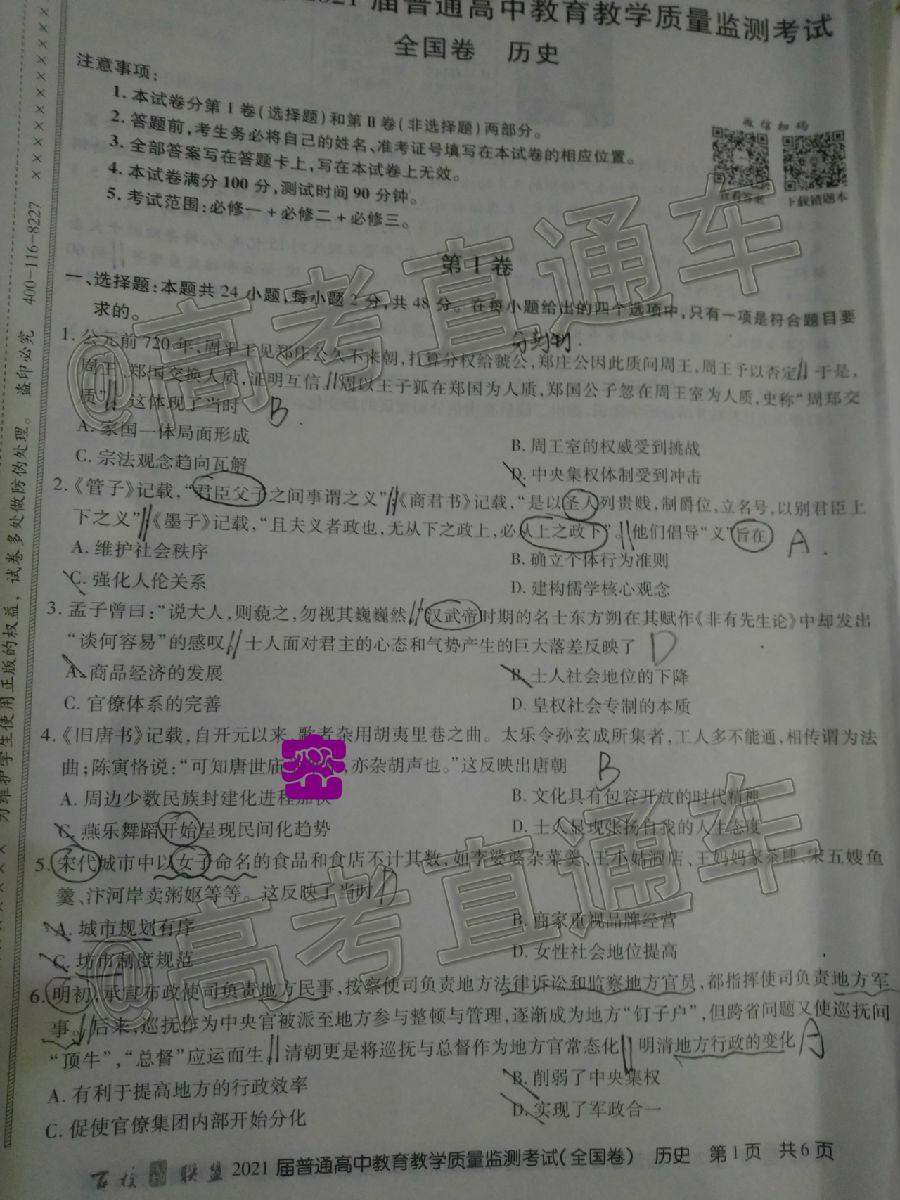 2021届普通高中教育教学质量监测考试
全国卷 历史
注意事项：
1.本试卷分第Ⅰ卷(选择题)和第Ⅱ卷(非选择题)两部分。
2.答题前,考生务必将自己的姓名、准考证号填写在本试卷的相应位置。
3.全部答案写在答题卡上,写在本试卷上无效。
4.本试卷满分100分,测试时间90分钟。
5.考试范围:必修一+必修二+必修三。
微信扫码
查看答案 下载错题本
第Ⅰ卷
一、选择题:本题共24小题,每小题2分,共48分。在每小题给出的四个选项中,只有一项是符合题目要
求的。
分封制
1.公元前720年,周平王见郑庄公久不来朝,打算分权给虢公,郑庄公因此质问周王,周王予以否定。于是,
周王、郑国交换人质,证明互信,周以王子狐在郑国为人质,郑国公子忽在周王室为人质,史称“周郑交
质”。这体现了当时 B
A.家国一体局面形成
B.周王室的权威受到挑战
C.宗法观念趋向瓦解
D.中央集权体制受到冲击
2.《管子》记载,“君臣父子之间事谓之义”;《商君书》记载,“是以圣人列贵贱,制爵位,立名号,以别君臣上
下之义”;《墨子》记载,“且夫义者政也,无从下之政上,必从上之政下”。他们倡导“义”旨在 A
A.维护社会秩序
B.确立个体行为准则
C.强化人伦关系
D.建构儒学核心观念
3.孟子曾曰:“说大人,则藐之,勿视其巍巍然。”汉武帝时期的名士东方朔在其赋作《非有先生论》中却发出
“谈何容易”的感叹。士人面对君主的心态和气势产生的巨大落差反映了 D
A.商品经济的发展
B.士人社会地位的下降
C.官僚体系的完善
D.皇权社会专制的本质
4.《旧唐书》记载,自开元以来,歌者杂用胡夷里巷之曲。太乐令孙玄成所集者,工人多不能通,相传谓为法
曲;陈寅恪说:“可知唐世庙,亦杂胡声也。”这反映出唐朝 B
A.周边少数民族封建化进程加快
B.文化具有包容开放的时代精神
C.燕乐舞蹈开始呈现民间化趋势
D.士人展现张扬自我的人生态度
5.宋代城市中以女子命名的食品和食店不计其数,如李婆婆杂菜羹、王小姑酒店、王妈妈家茶肆、宋五嫂鱼
羹、汴河岸卖粥妪等等。这反映了当时 D
A.城市规划有序
B.商家重视品牌经营
C.坊市制度规范
D.女性社会地位提高
6.明初,承宣布政使司负责地方民事,按察使司负责地方法律诉讼和监察地方官员,都指挥使司负责地方军
事。后来,巡抚作为中央官被派至地方参与整顿与管理,逐渐成为地方“钉子户”,但跨省问题又使巡抚间
“顶牛”,“总督”应运而生。清朝更是将巡抚与总督作为地方官常态化。明清地方行政的变化 A
A.有利于提高地方的行政效率
B.削弱了中央集权
C.促使官僚集团内部开始分化
D.实现了军政合一
百校联盟 2021届普通高中教育教学质量监测考试(全国卷) 历史 第1页 共6页
为维护学生使用正版的权益,试卷多处做防伪处理。 盗印必究 400-116-8227
@高考直通车
@高考直通车